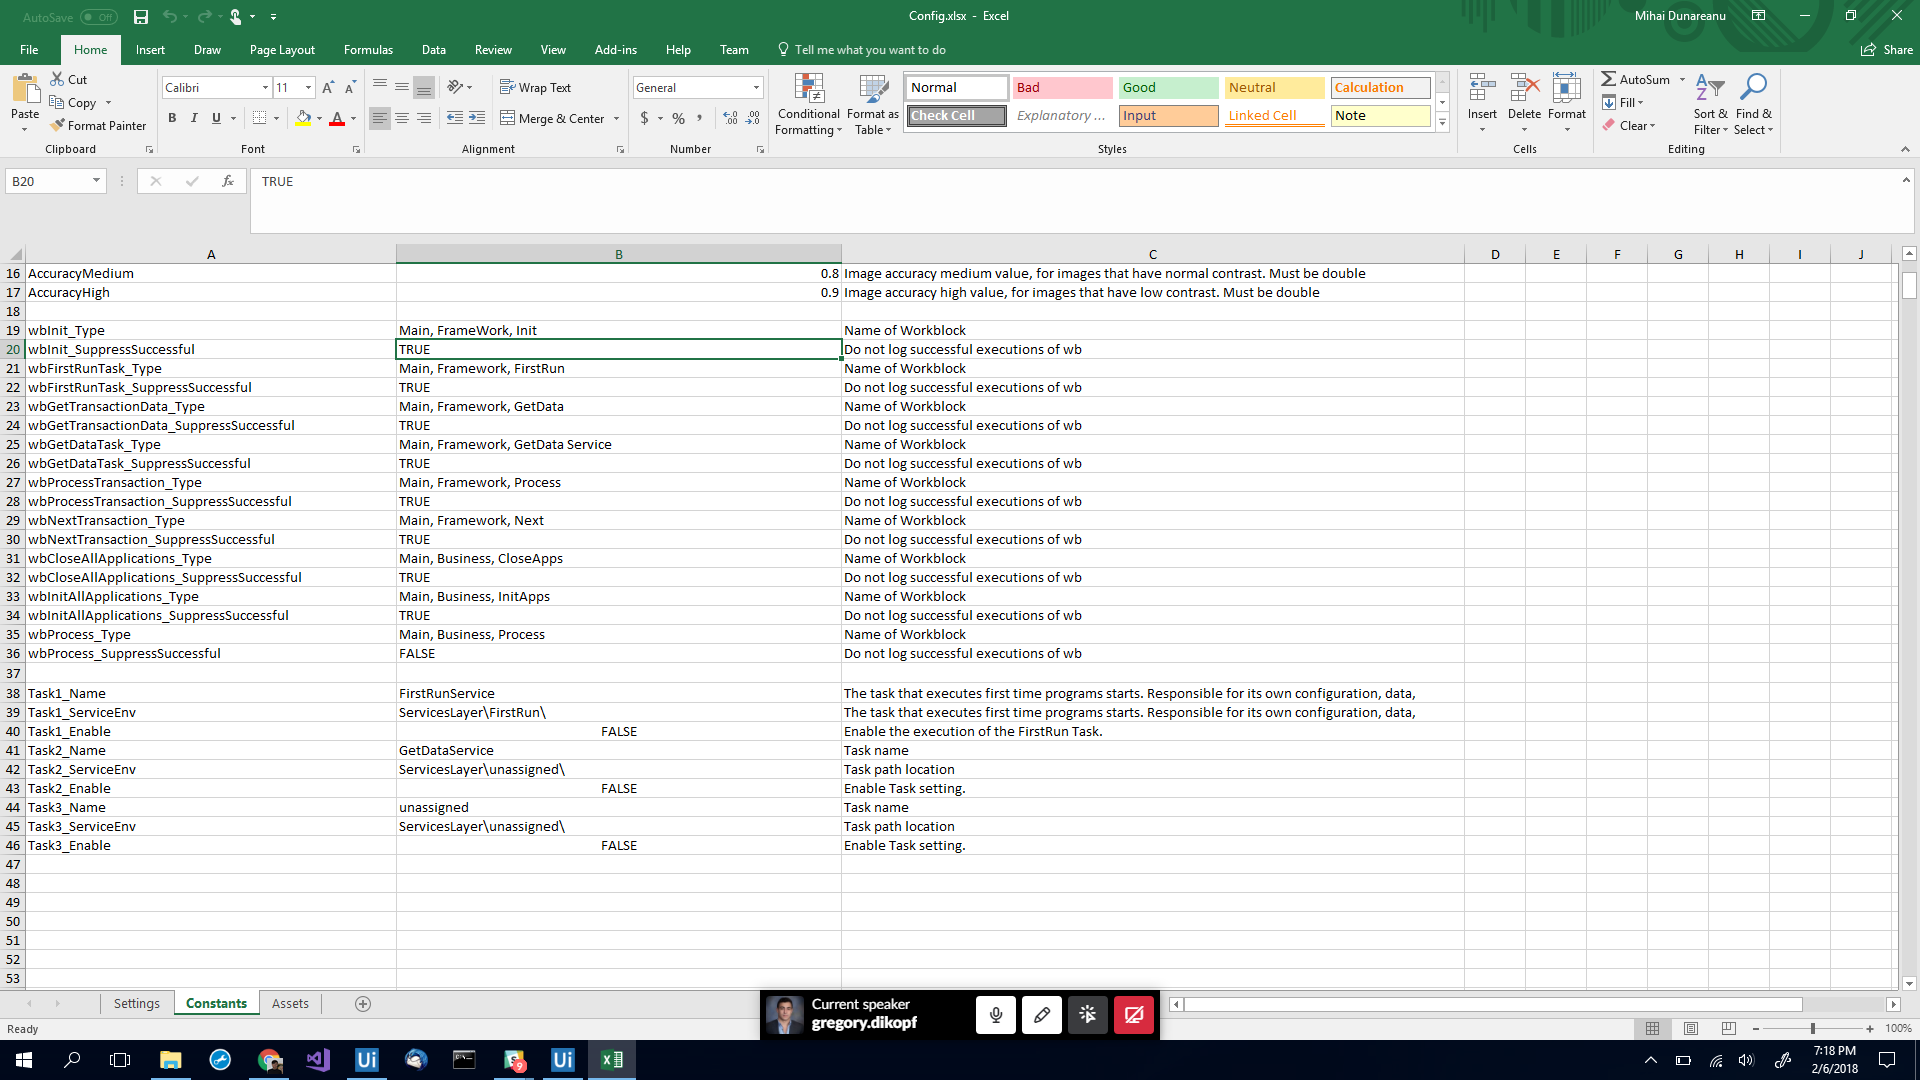 AutoSave Off
Config.xlsx - Excel
Mihai Dunareanu
File Home Insert Draw Page Layout Formulas Data Review View Add-ins Help Team Tell me what you want to do Share
Paste
Cut
Copy
Format Painter
Clipboard
Calibri 11
B I U
Font
Wrap Text
Merge & Center
Alignment
General
$ % ,
Number
Conditional Formatting
Format as Table
Normal Bad Good Neutral Calculation
Check Cell Explanatory ... Input Linked Cell Note
Styles
Insert Delete Format
Cells
AutoSum
Fill
Clear
Sort & Filter
Find & Select
Editing
B20 fx TRUE
A B C D E F G H I J
16 AccuracyMedium 0.8 Image accuracy medium value, for images that have normal contrast. Must be double
17 AccuracyHigh 0.9 Image accuracy high value, for images that have low contrast. Must be double
18
19 wbInit_Type Main, FrameWork, Init Name of Workblock
20 wbInit_SuppressSuccessful TRUE Do not log successful executions of wb
21 wbFirstRunTask_Type Main, Framework, FirstRun Name of Workblock
22 wbFirstRunTask_SuppressSuccessful TRUE Do not log successful executions of wb
23 wbGetTransactionData_Type Main, Framework, GetData Name of Workblock
24 wbGetTransactionData_SuppressSuccessful TRUE Do not log successful executions of wb
25 wbGetDataTask_Type Main, Framework, GetData Service Name of Workblock
26 wbGetDataTask_SuppressSuccessful TRUE Do not log successful executions of wb
27 wbProcessTransaction_Type Main, Framework, Process Name of Workblock
28 wbProcessTransaction_SuppressSuccessful TRUE Do not log successful executions of wb
29 wbNextTransaction_Type Main, Framework, Next Name of Workblock
30 wbNextTransaction_SuppressSuccessful TRUE Do not log successful executions of wb
31 wbCloseAllApplications_Type Main, Business, CloseApps Name of Workblock
32 wbCloseAllApplications_SuppressSuccessful TRUE Do not log successful executions of wb
33 wbInitAllApplications_Type Main, Business, InitApps Name of Workblock
34 wbInitAllApplications_SuppressSuccessful TRUE Do not log successful executions of wb
35 wbProcess_Type Main, Business, Process Name of Workblock
36 wbProcess_SuppressSuccessful FALSE Do not log successful executions of wb
37
38 Task1_Name FirstRunService The task that executes first time programs starts. Responsible for its own configuration, data,
39 Task1_ServiceEnv ServicesLayer\FirstRun\ The task that executes first time programs starts. Responsible for its own configuration, data,
40 Task1_Enable FALSE Enable the execution of the FirstRun Task.
41 Task2_Name GetDataService Task name
42 Task2_ServiceEnv ServicesLayer\unassigned\ Task path location
43 Task2_Enable FALSE Enable Task setting.
44 Task3_Name unassigned Task name
45 Task3_ServiceEnv ServicesLayer\unassigned\ Task path location
46 Task3_Enable FALSE Enable Task setting.
47
48
49
50
51
52
53
Settings Constants Assets
Current speaker
gregory.dikopf
Ready
100%
Ui
9
Ui
7:18 PM
2/6/2018